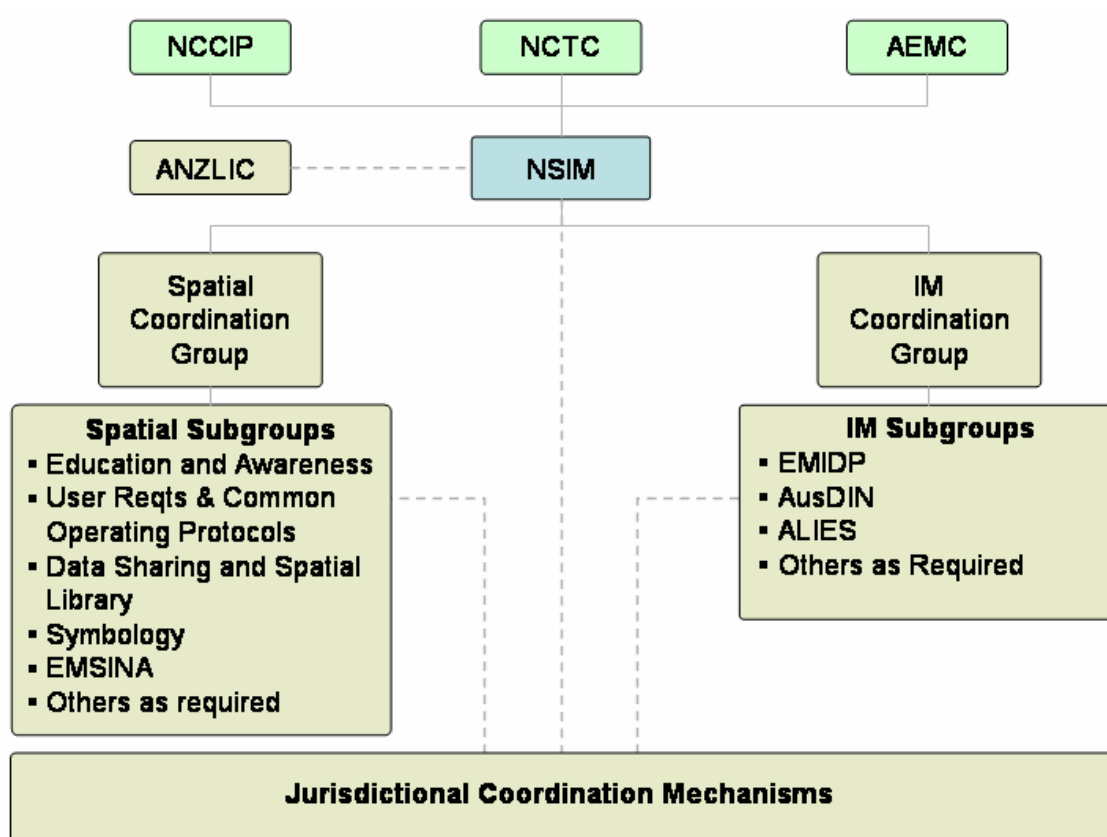 NCCIP
NCTC
AEMC
ANZLIC
NSIM
Spatial
Coordination
Group
IM
Coordination
Group
Spatial Subgroups
▪ Education and Awareness
▪ User Reqts & Common
Operating Protocols
▪ Data Sharing and Spatial
Library
▪ Symbology
▪ EMSINA
▪ Others as required
IM Subgroups
▪ EMIDP
▪ AusDIN
▪ ALIES
▪ Others as Required
Jurisdictional Coordination Mechanisms